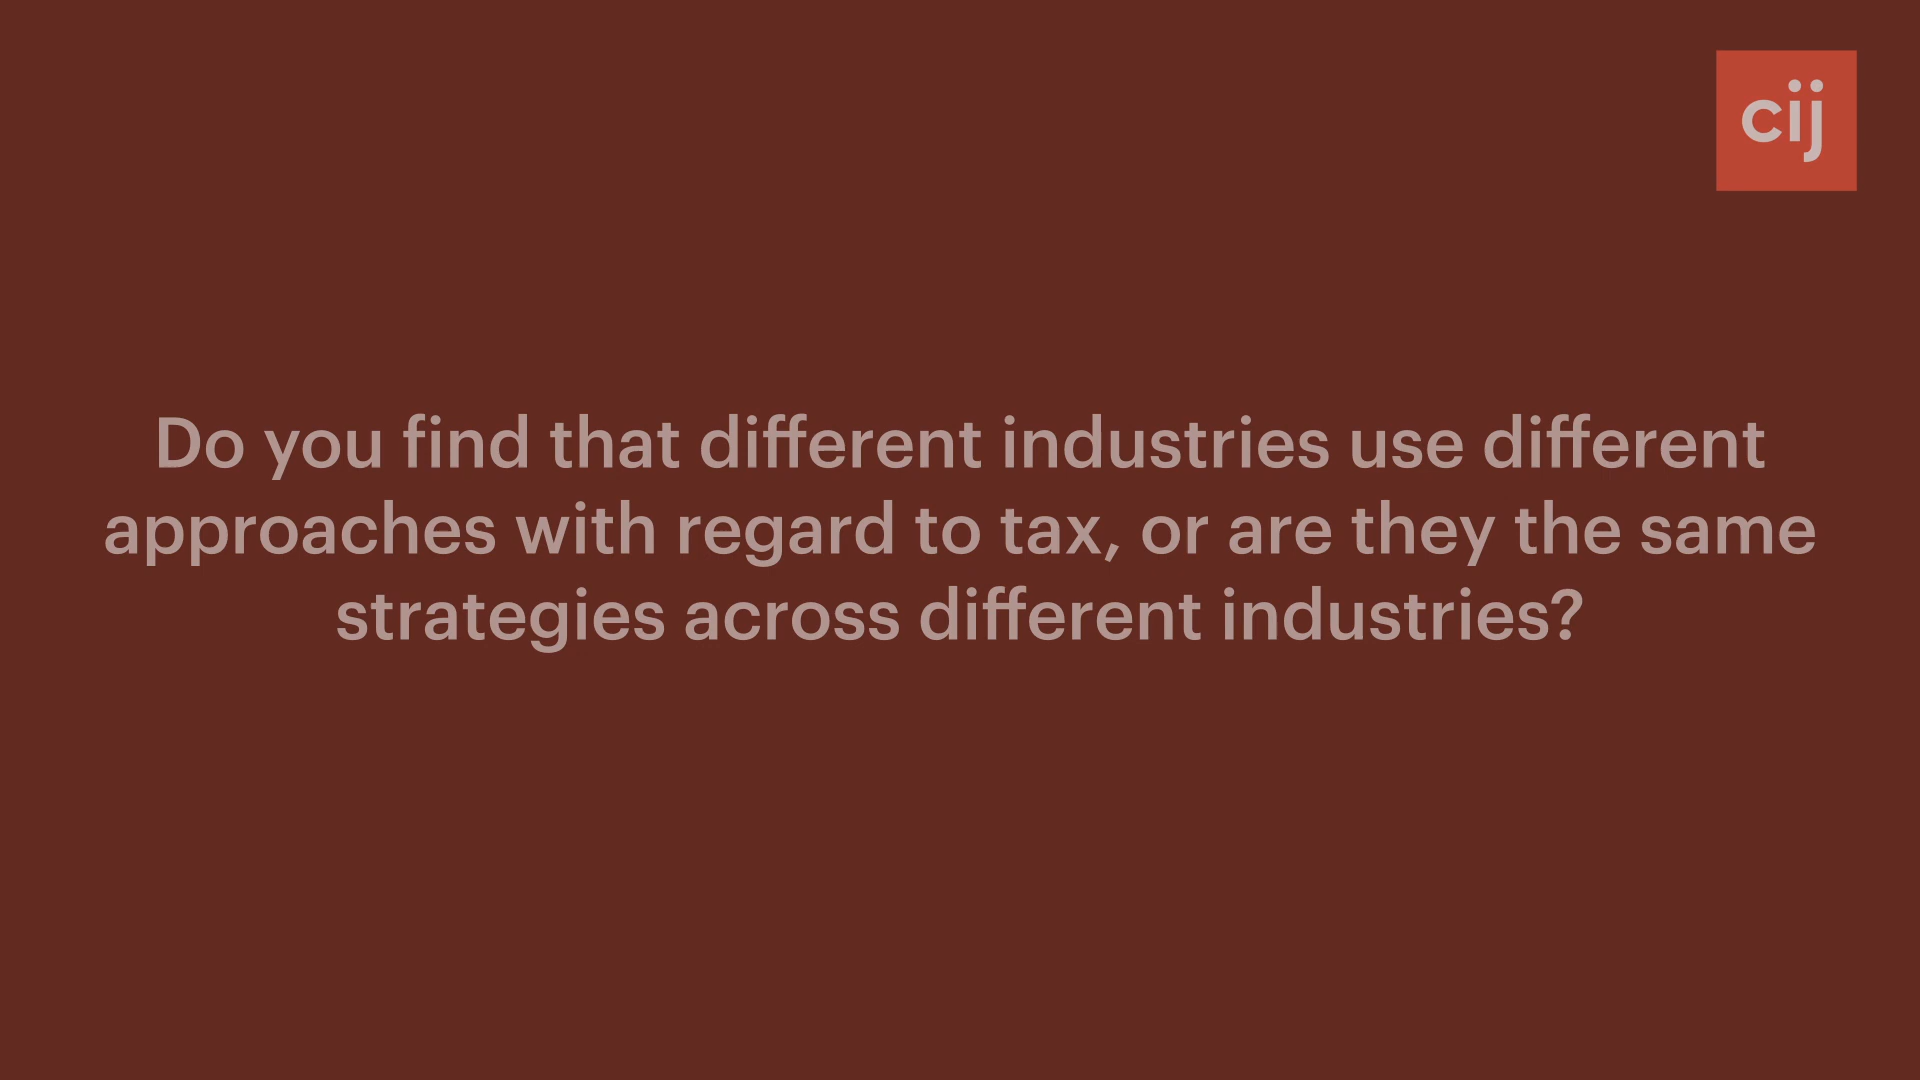 cij
Do you find that different industries use different
approaches with regard to tax, or are they the same
strategies across different industries?